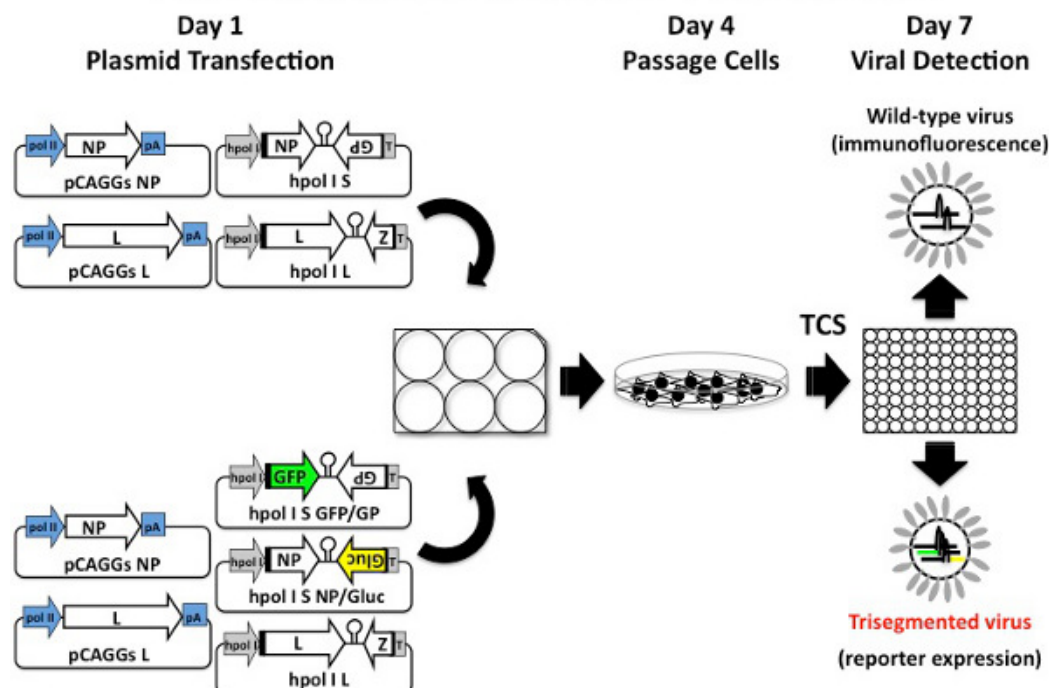 Day 1
Plasmid Transfection
Day 4
Passage Cells
Day 7
Viral Detection
pol II NP pA
pCAGGs NP
hpol I NP GP T
hpol I S
pol II L pA
pCAGGs L
hpol I L Z T
hpol I L
Wild-type virus
(immunofluorescence)
TCS
hpol I GFP GP T
hpol I S GFP/GP
pol II NP pA
pCAGGs NP
hpol I NP Gluc T
hpol I S NP/Gluc
pol II L pA
pCAGGs L
hpol I L Z T
hpol I L
Trisegmented virus
(reporter expression)